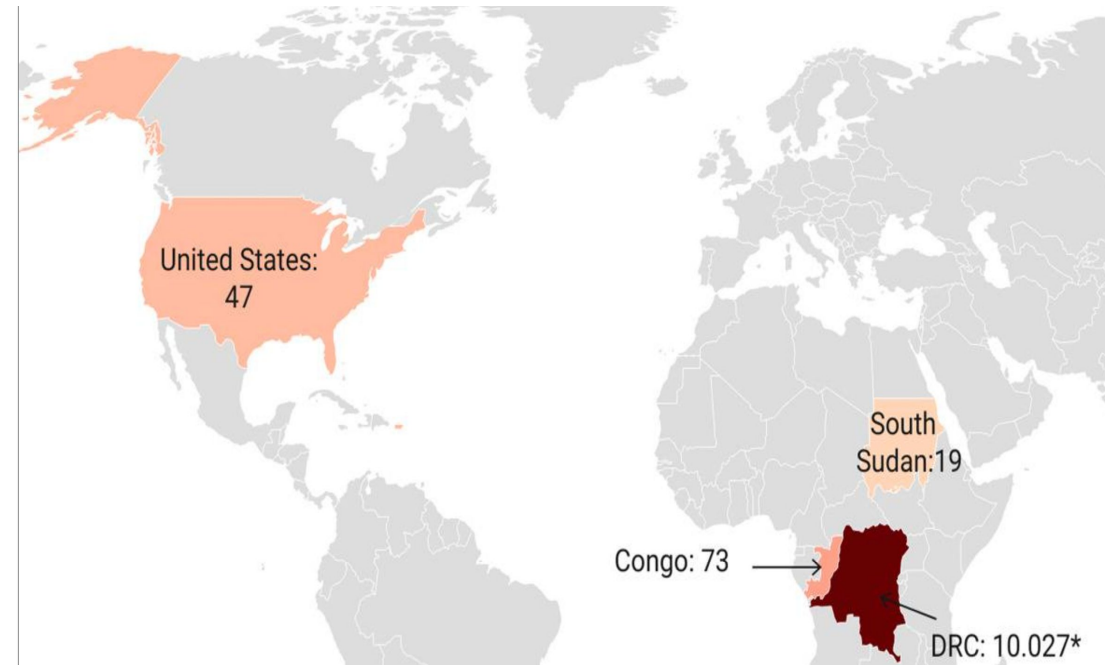 United States:
47
South
Sudan:19
Congo: 73
DRC: 10.027*